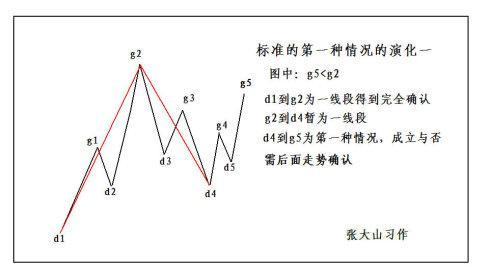 标准的第一种情况的演化一
图中：g5<g2
d1到g2为一线段得到完全确认
g2到d4暂为一线段
d4到g5为第一种情况，成立与否
需后面走势确认
g2
g5
g3
g4
g1
d3
d5
d2
d4
d1
张大山习作